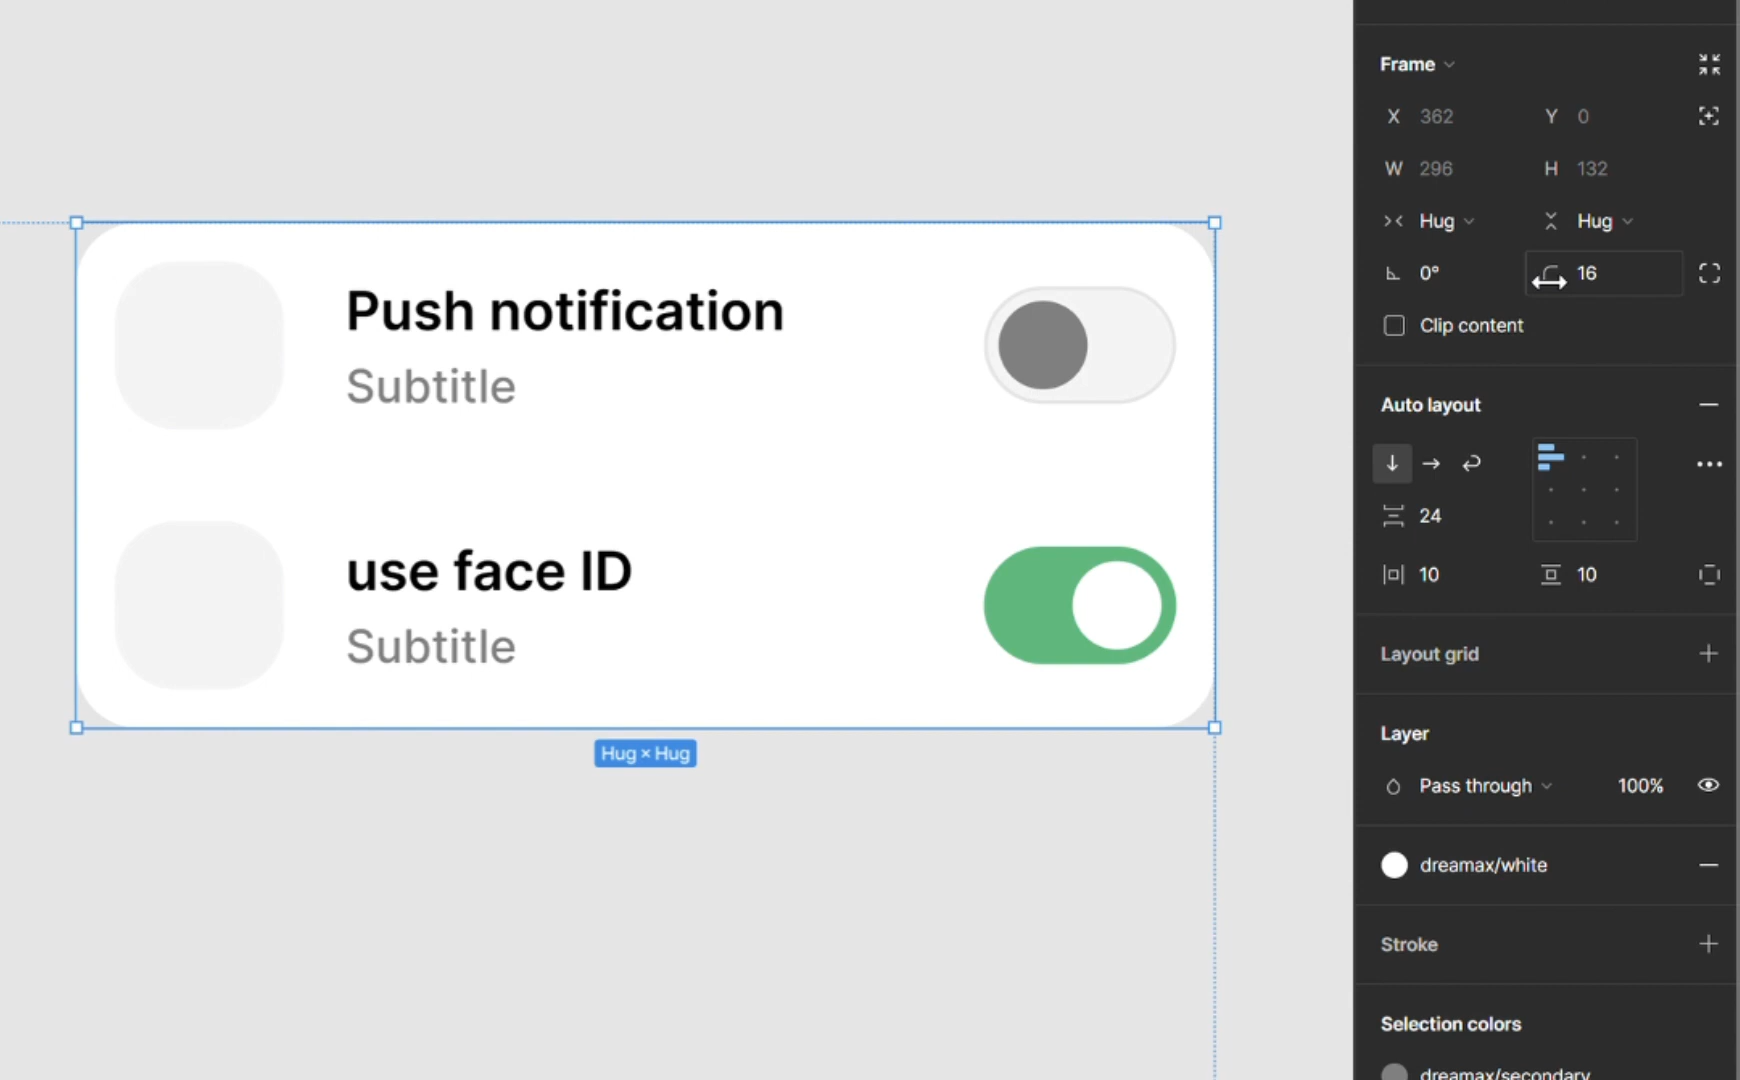 Push notification
Subtitle
use face ID
Subtitle
Hug × Hug
Frame
X 362 Y 0
W 296 H 132
Hug Hug
0° 16
Clip content
Auto layout
24
10 10
Layout grid
Layer
Pass through 100%
dreamax/white
Stroke
Selection colors
dreamax/secondary